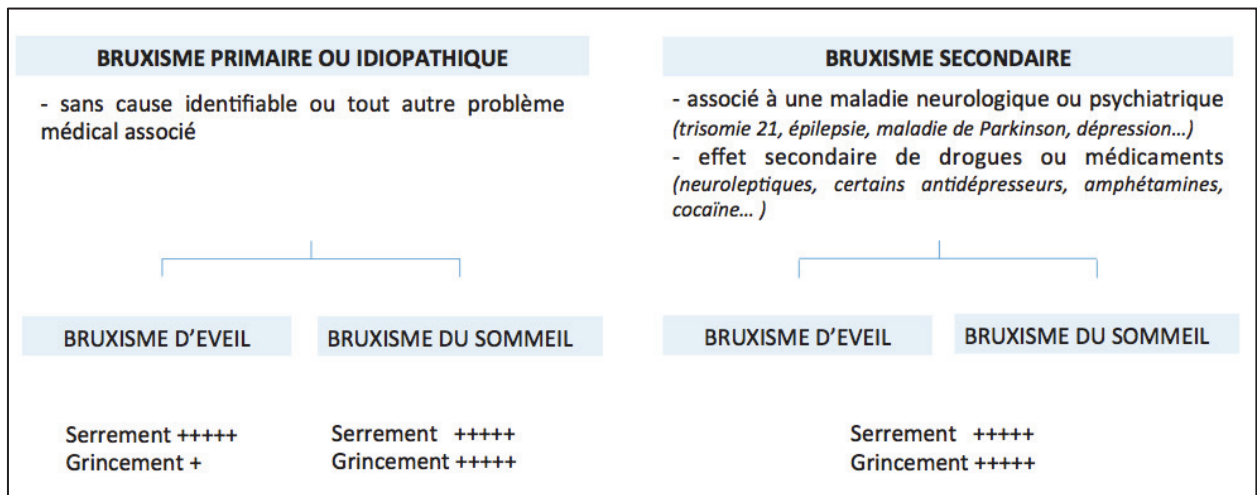 BRUXISME PRIMAIRE OU IDIOPATHIQUE
- sans cause identifiable ou tout autre problème
médical associé
BRUXISME D’EVEIL
BRUXISME DU SOMMEIL
Serrement +++++
Grincement +
Serrement +++++
Grincement +++++
BRUXISME SECONDAIRE
- associé à une maladie neurologique ou psychiatrique
(trisomie 21, épilepsie, maladie de Parkinson, dépression…)
- effet secondaire de drogues ou médicaments
(neuroleptiques, certains antidépresseurs, amphétamines,
cocaïne… )
BRUXISME D’EVEIL
BRUXISME DU SOMMEIL
Serrement +++++
Grincement +++++